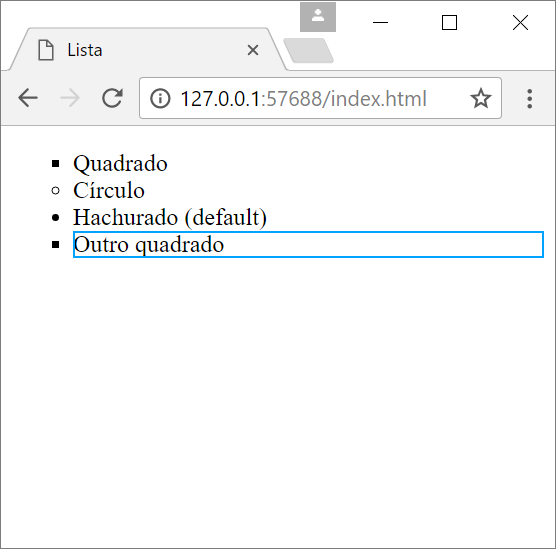 Lista
127.0.0.1:57688/index.html
Quadrado
Círculo
Hachurado (default)
Outro quadrado